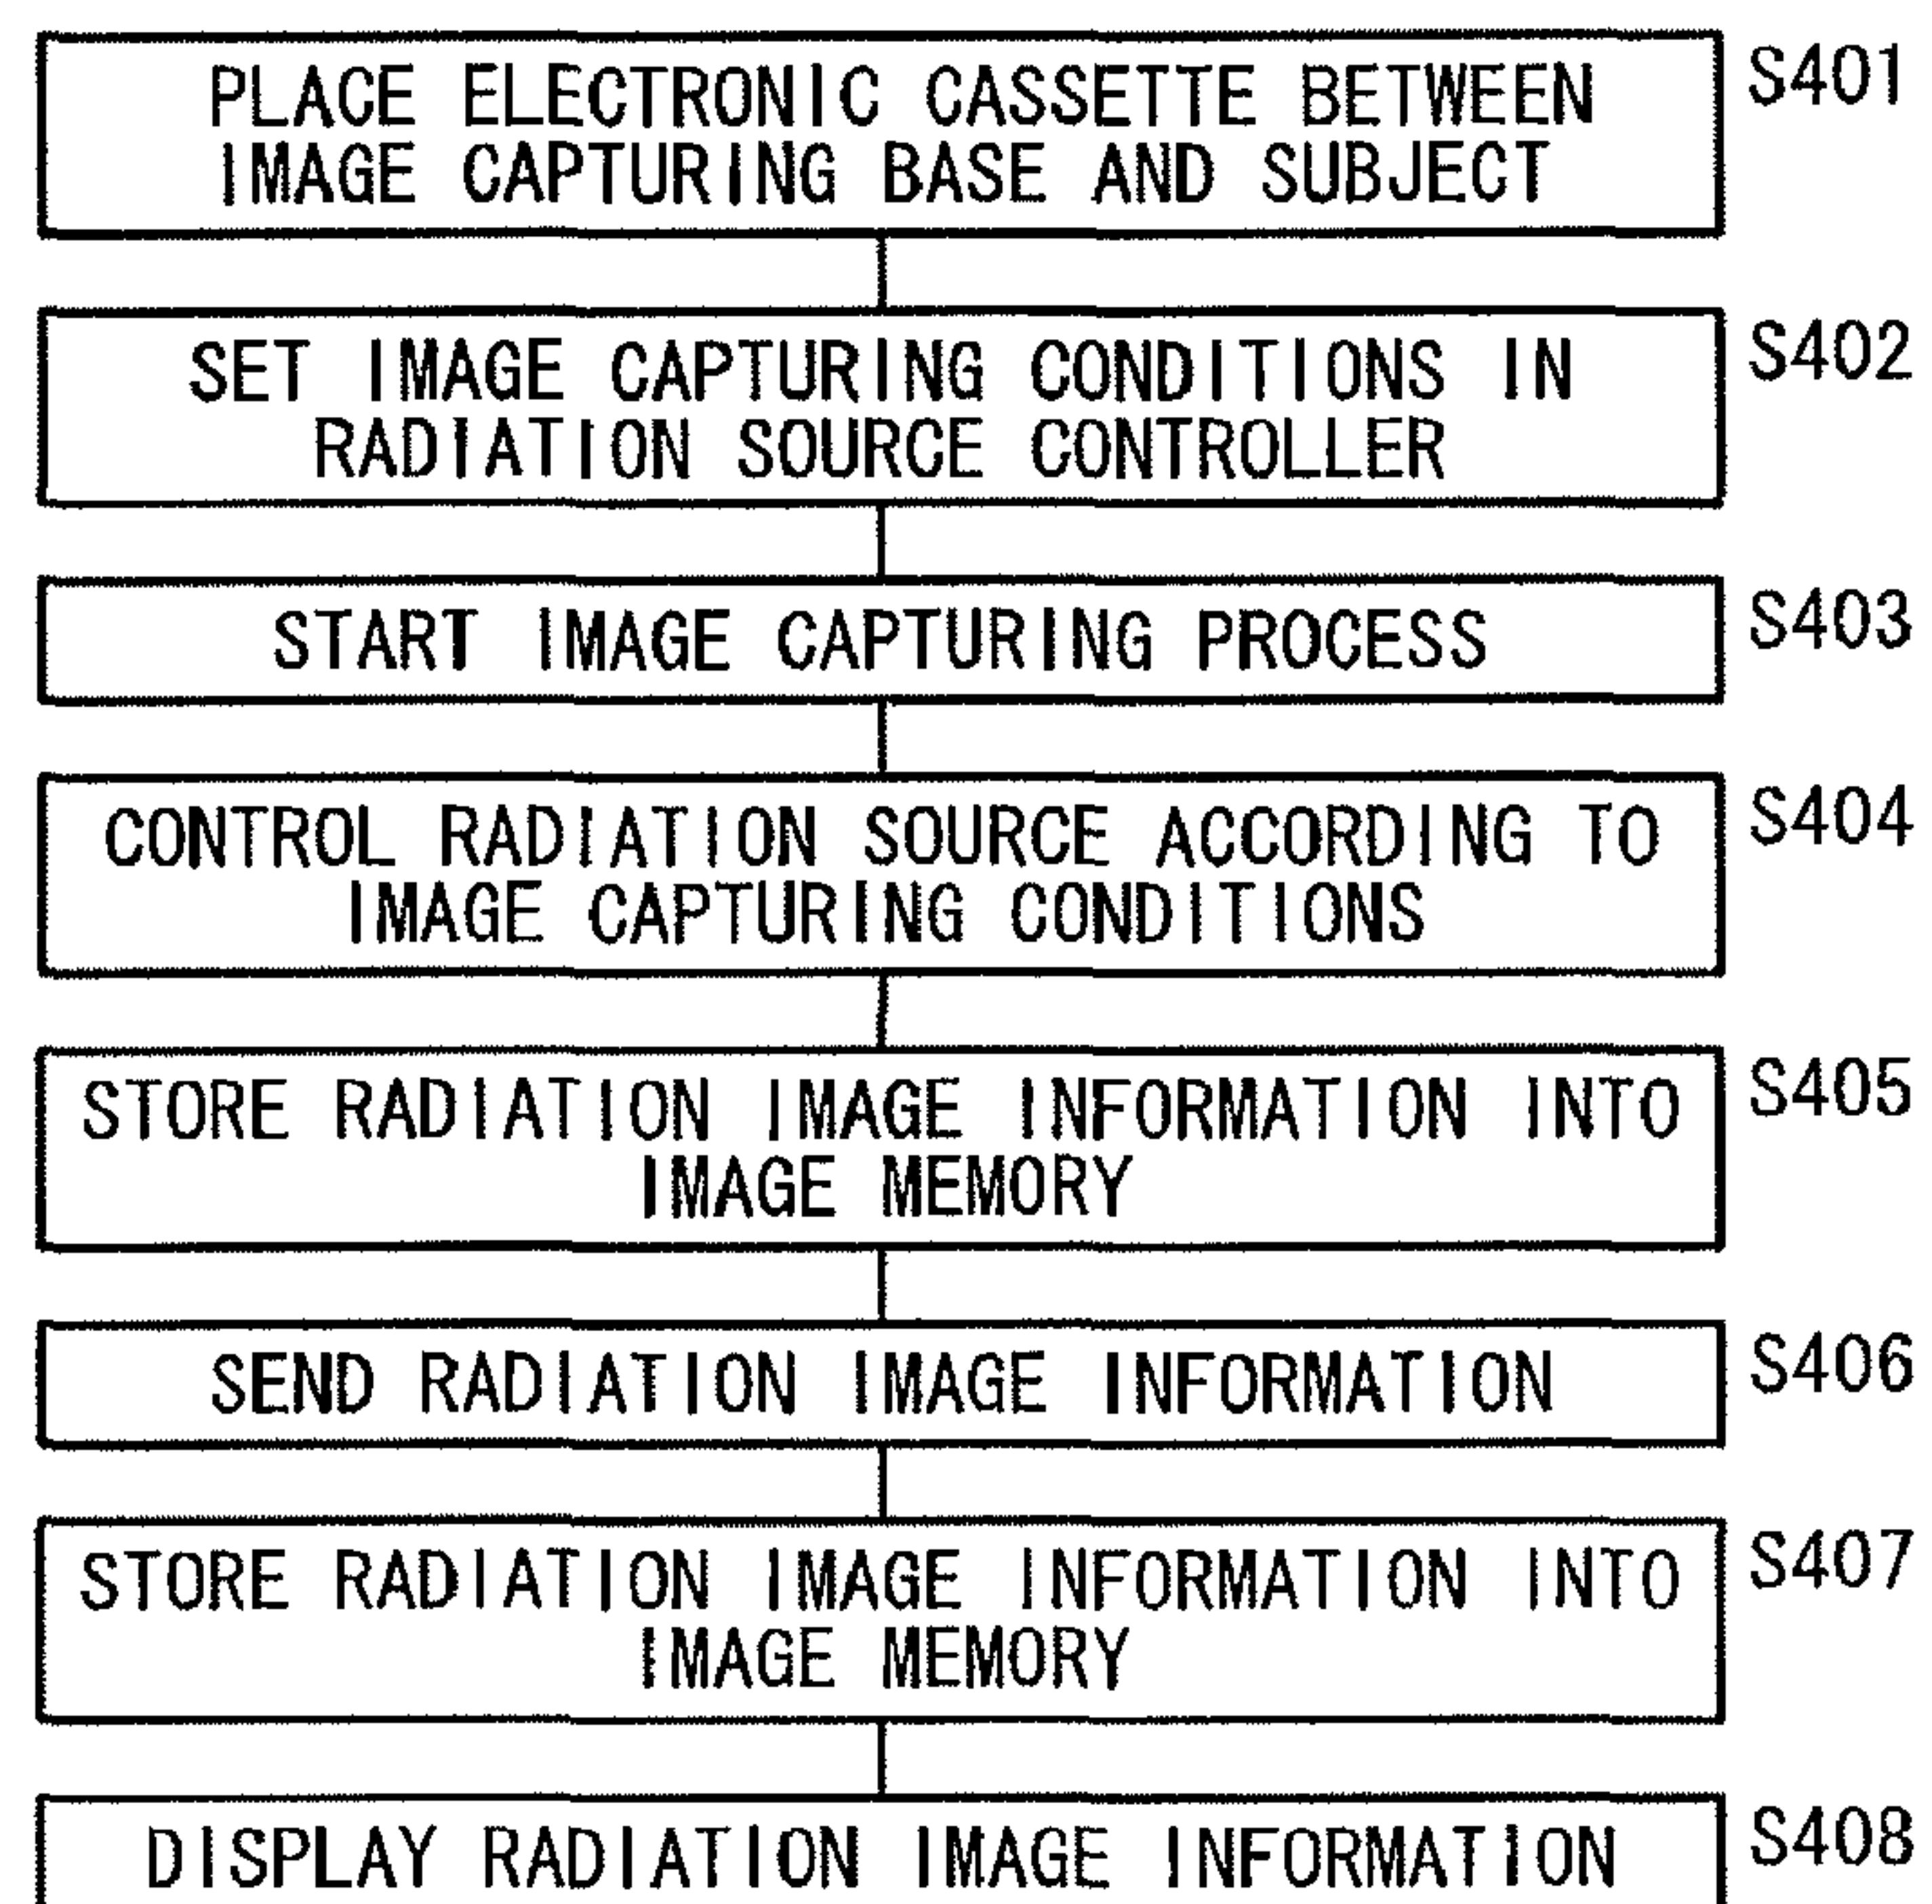 PLACE ELECTRONIC CASSETTE BETWEEN
IMAGE CAPTURING BASE AND SUBJECT
S401
SET IMAGE CAPTURING CONDITIONS IN
RADIATION SOURCE CONTROLLER
S402
START IMAGE CAPTURING PROCESS
S403
CONTROL RADIATION SOURCE ACCORDING TO
IMAGE CAPTURING CONDITIONS
S404
STORE RADIATION IMAGE INFORMATION INTO
IMAGE MEMORY
S405
SEND RADIATION IMAGE INFORMATION
S406
STORE RADIATION IMAGE INFORMATION INTO
IMAGE MEMORY
S407
DISPLAY RADIATION IMAGE INFORMATION
S408